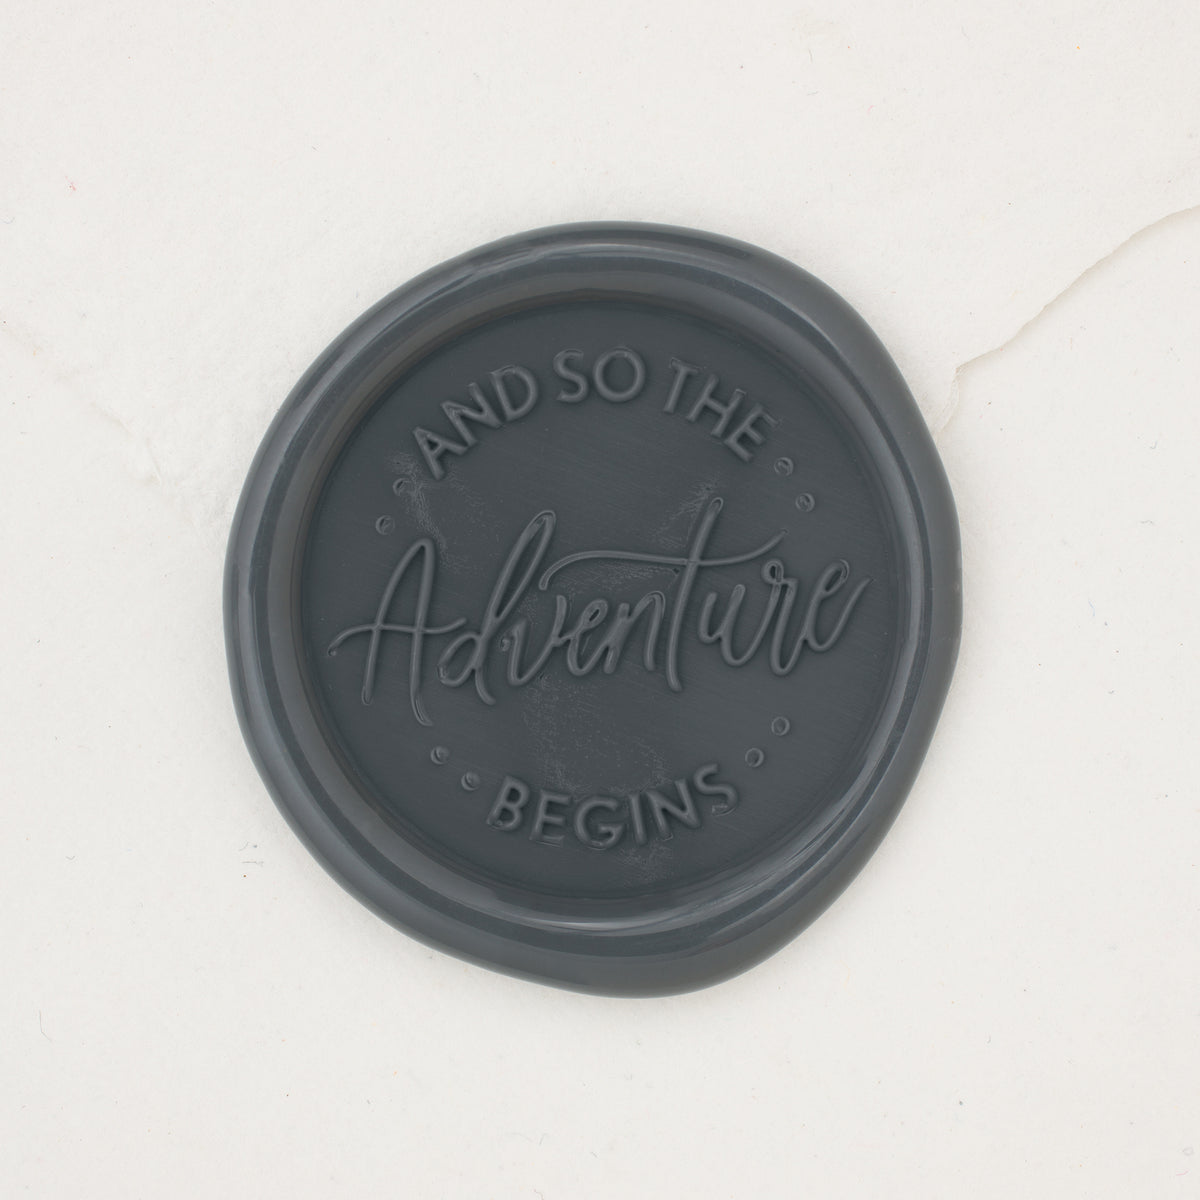 AND SO THE
Adventure
BEGINS